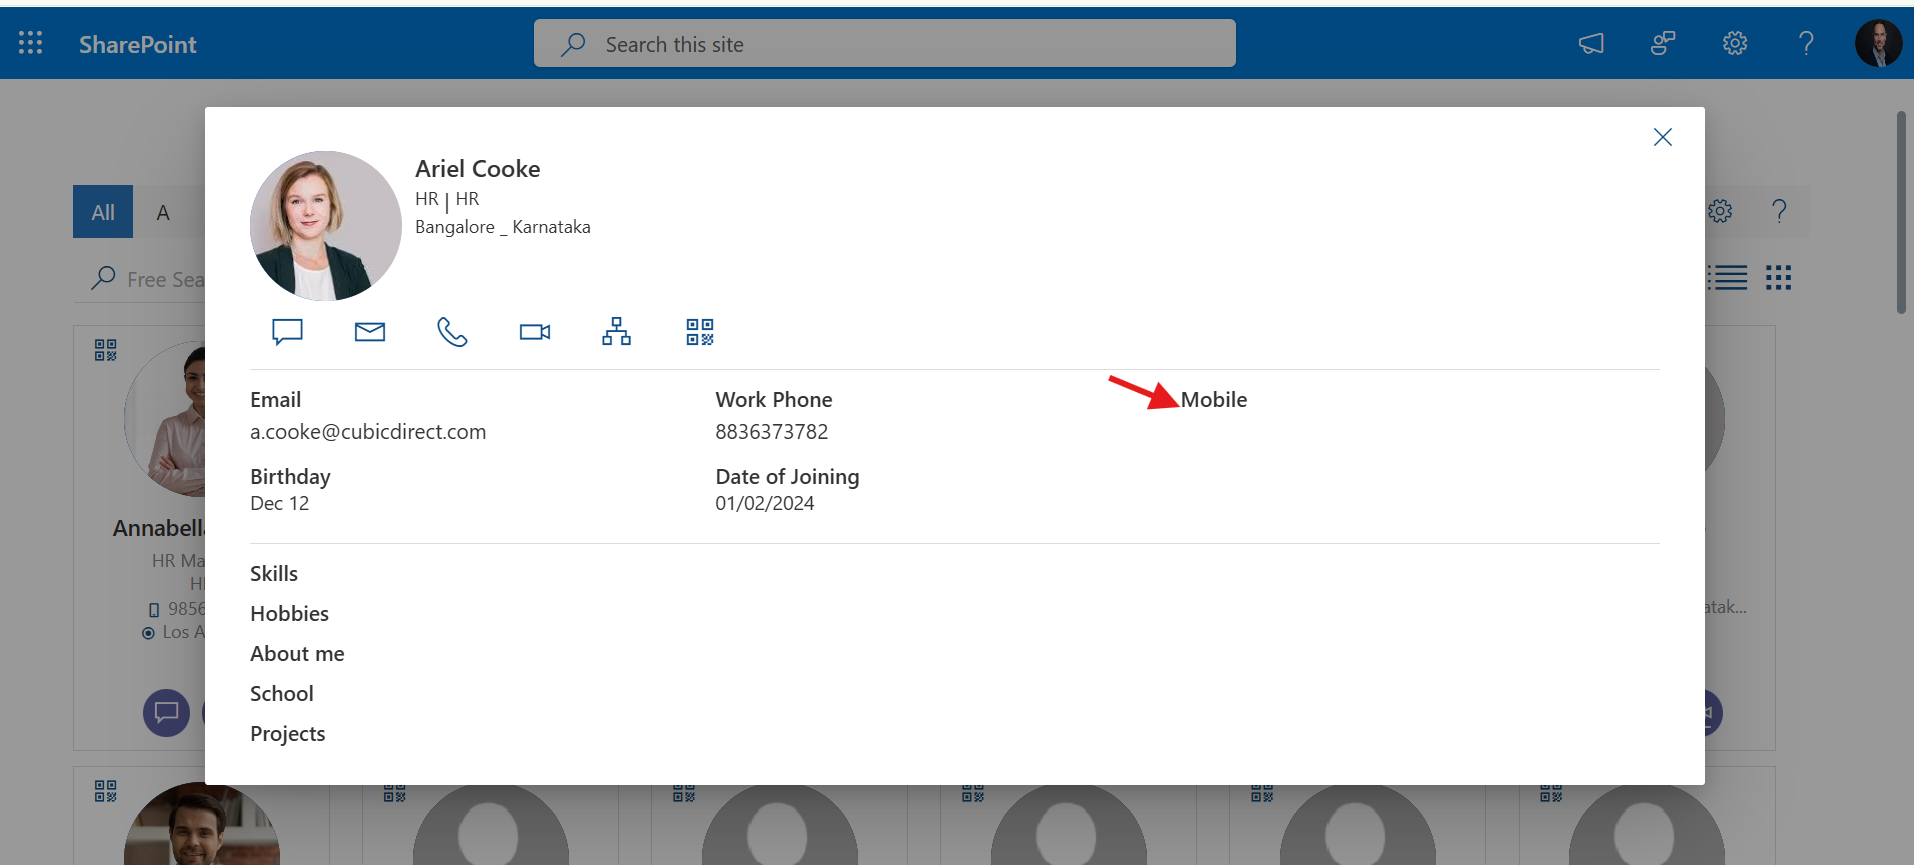 SharePoint
Search this site
All A
Free Sea
Ariel Cooke
HR | HR
Bangalore _ Karnataka
Email
a.cooke@cubicdirect.com
Work Phone
8836373782
Mobile
Birthday
Dec 12
Date of Joining
01/02/2024
Skills
Hobbies
About me
School
Projects
Annabell
HR Ma
H
9856
Los A
atak...